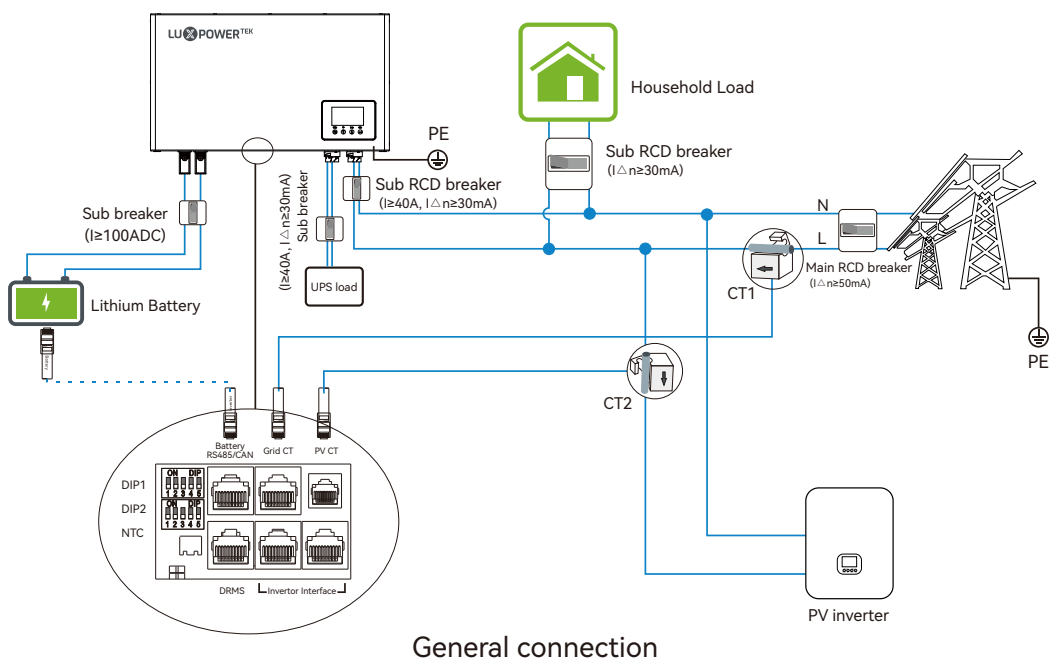 LUXPOWERTEK
PE
Household Load
Sub RCD breaker
(I△n≥30mA)
Sub RCD breaker
(I≥40A, I△n≥30mA)
Sub breaker
(I≥40A, I△n≥30mA)
Sub breaker
(I≥100ADC)
N
L
Main RCD breaker
(I△n≥50mA)
UPS load
CT1
Lithium Battery
PE
Battery
CT2
Battery
RS485/CAN
Grid CT
PV CT
DIP1
ON DIP
1 2 3 4 5
DIP2
ON DIP
1 2 3 4 5
NTC
DRMS
Invertor Interface
PV inverter
General connection